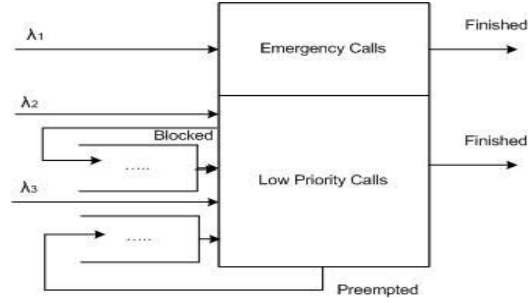 λ1
Finished
Emergency Calls
λ2
Blocked
Finished
.....
Low Priority Calls
λ3
.....
Preempted